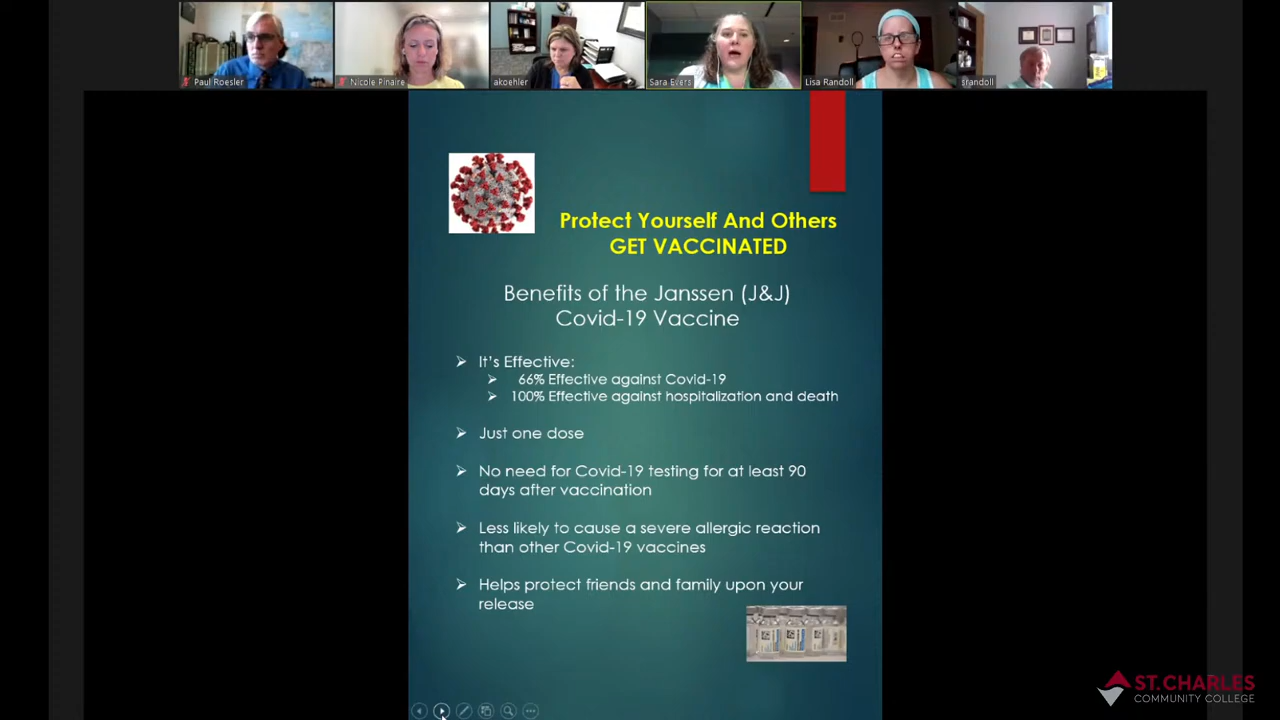 Paul Roesler
Nicole Pinaire
akoehler
Sara Evers
Lisa Randoll
srandoll
Protect Yourself And Others
GET VACCINATED
Benefits of the Janssen (J&J)
Covid-19 Vaccine
It's Effective:
66% Effective against Covid-19
100% Effective against hospitalization and death
Just one dose
No need for Covid-19 testing for at least 90
days after vaccination
Less likely to cause a severe allergic reaction
than other Covid-19 vaccines
Helps protect friends and family upon your
release
ST. CHARLES
COMMUNITY COLLEGE